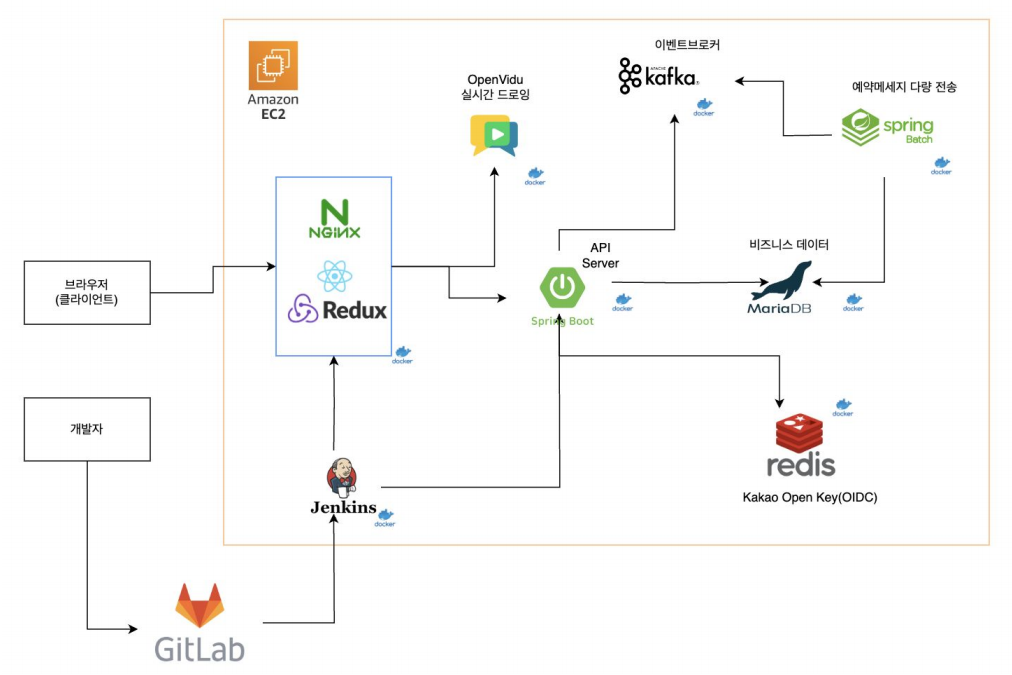 Amazon
EC2
OpenVidu
실시간 드로잉
docker
이벤트브로커
APACHE
kafka
docker
예약메세지 다량 전송
spring
Batch
docker
NGINX
Redux
docker
브라우저
(클라이언트)
API
Server
Spring Boot
docker
비즈니스 데이터
MariaDB
docker
개발자
Jenkins
docker
docker
redis
Kakao Open Key(OIDC)
GitLab